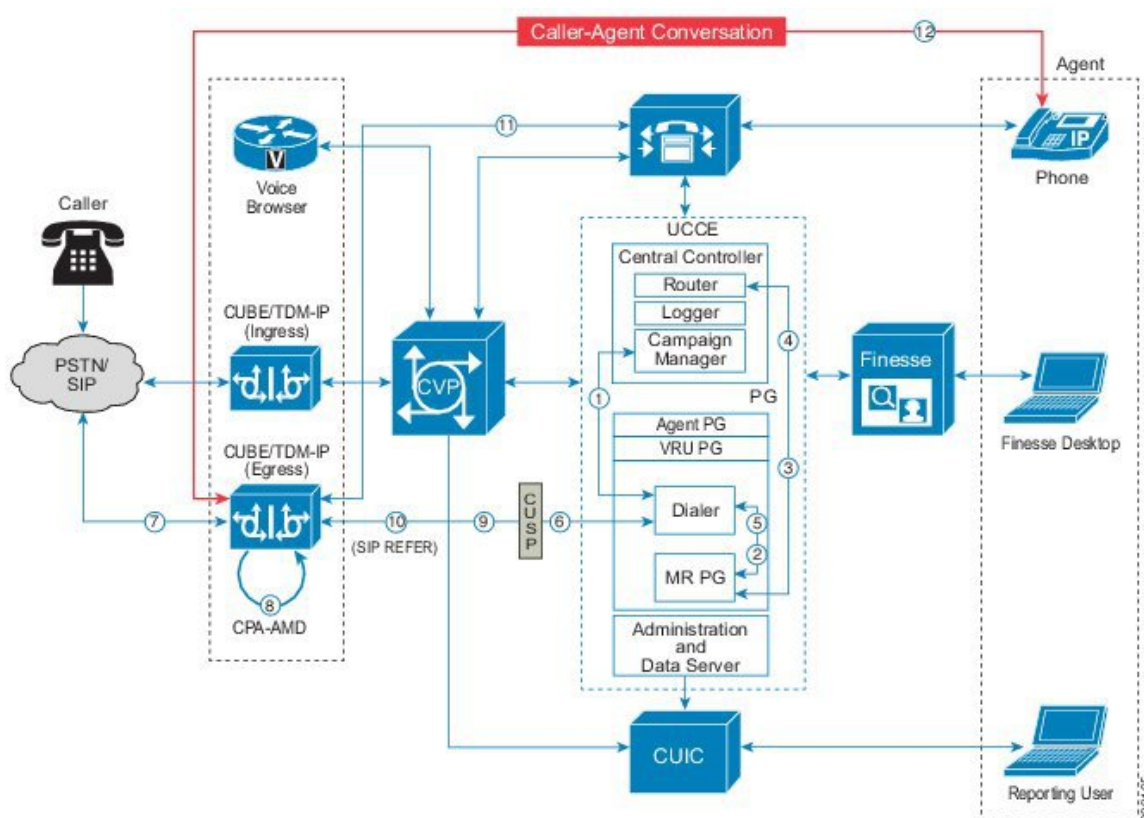 Caller-Agent Conversation
12
Agent
11
IP
Phone
V
Voice
Browser
Caller
UCCE
Central Controller
Router
Logger
Campaign
Manager
4
CUBE/TDM-IP
(Ingress)
PSTN/
SIP
CVP
Finesse
Finesse Desktop
1
PG
Agent PG
VRU PG
3
CUBE/TDM-IP
(Egress)
7
10
(SIP REFER)
9
CUSP
6
Dialer
5
2
MR PG
8
CPA-AMD
Administration
and
Data Server
CUIC
Reporting User